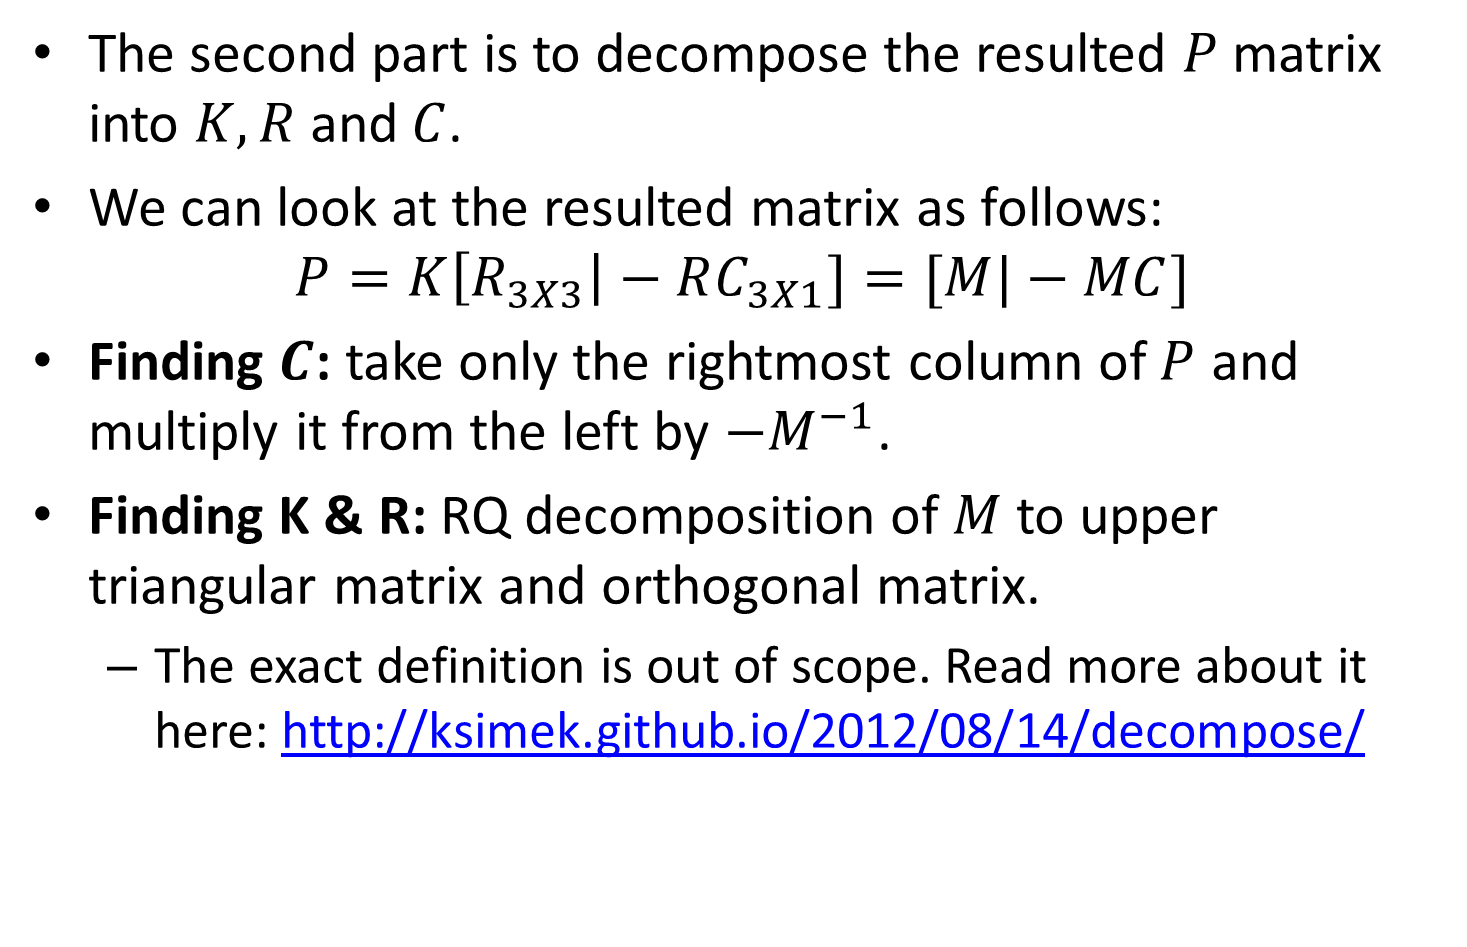 • The second part is to decompose the resulted P matrix
into K, R and C.
• We can look at the resulted matrix as follows:
P = K[R₃ₓ₃| − RC₃ₓ₁] = [M| − MC]
• Finding C: take only the rightmost column of P and
multiply it from the left by −M⁻¹.
• Finding K & R: RQ decomposition of M to upper
triangular matrix and orthogonal matrix.
– The exact definition is out of scope. Read more about it
here: http://ksimek.github.io/2012/08/14/decompose/